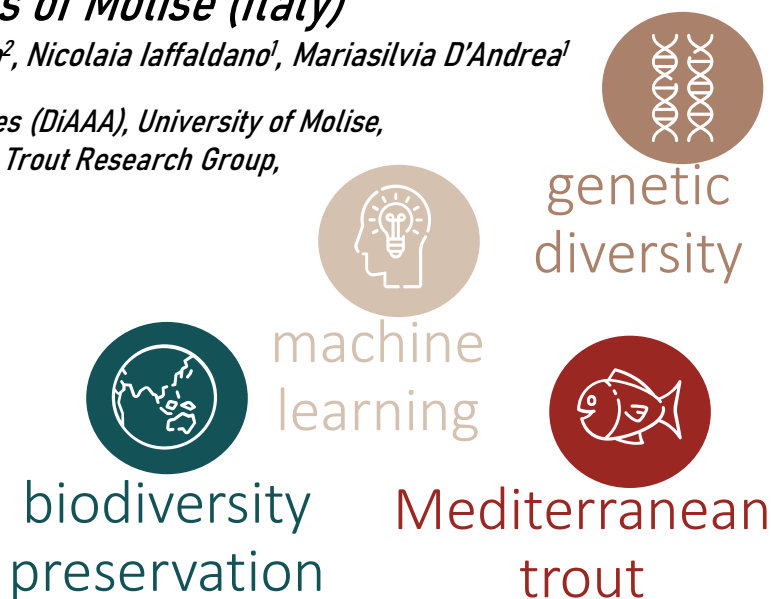 s of Molise (Italy)
², Nicolaia Iaffaldano¹, Mariasilvia D'Andrea¹
es (DiAAA), University of Molise,
Trout Research Group,
genetic
diversity
machine
learning
biodiversity
preservation
Mediterranean
trout